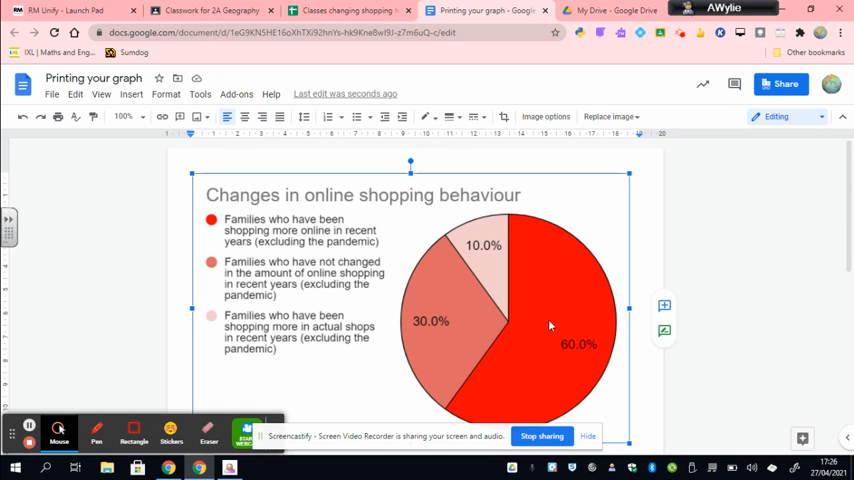 RM Unify - Launch Pad
Classwork for 2A Geography
Classes changing shopping h
Printing your graph - Google
My Drive - Google Drive
AWylie
docs.google.com/document/d/1eG9KN5HE16oXhTXi92hnYs-hk9Kne8wI9J-z7m6uQ-c/edit
IXL | Maths and Eng...
Sumdog
Other bookmarks
Printing your graph
File Edit View Insert Format Tools Add-ons Help Last edit was seconds ago
Share
100%
Image options
Replace image
Editing
Changes in online shopping behaviour
Families who have been
shopping more online in recent
years (excluding the pandemic)
Families who have not changed
in the amount of online shopping
in recent years (excluding the
pandemic)
Families who have been
shopping more in actual shops
in recent years (excluding the
pandemic)
10.0%
30.0%
60.0%
Mouse
Pen
Rectangle
Stickers
Eraser
START
WEBCAM
Screencastify - Screen Video Recorder is sharing your screen and audio.
Stop sharing
Hide
17:26
27/04/2021